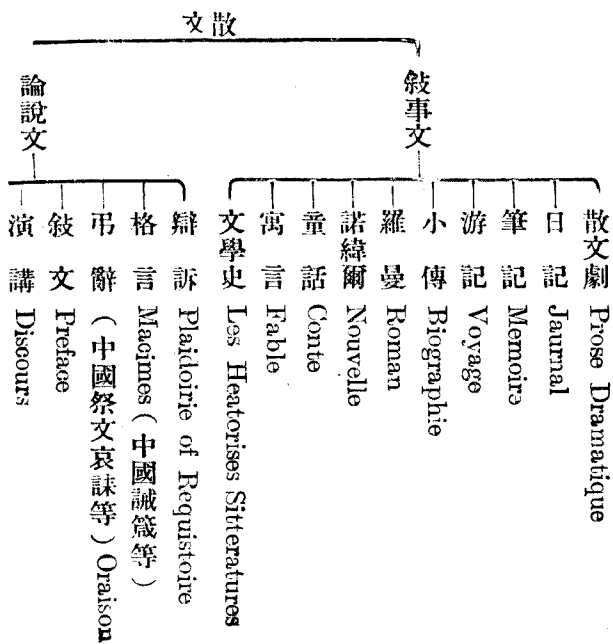 散文
敍事文
散文劇 Prose Dramatique
日記 Jaurnal
筆記 Memoire
游記 Voyage
小傳 Biographie
羅曼 Roman
諾緯爾 Nouvelle
童話 Conte
寓言 Fable
文學史 Les Heatorises Sitteratures
論說文
辯訴 Plaidoirie of Requistoire
格言 Macimes（中國誡箴等）
弔辭（中國祭文哀誄等）Oraison
敍文 Preface
演講 Discours